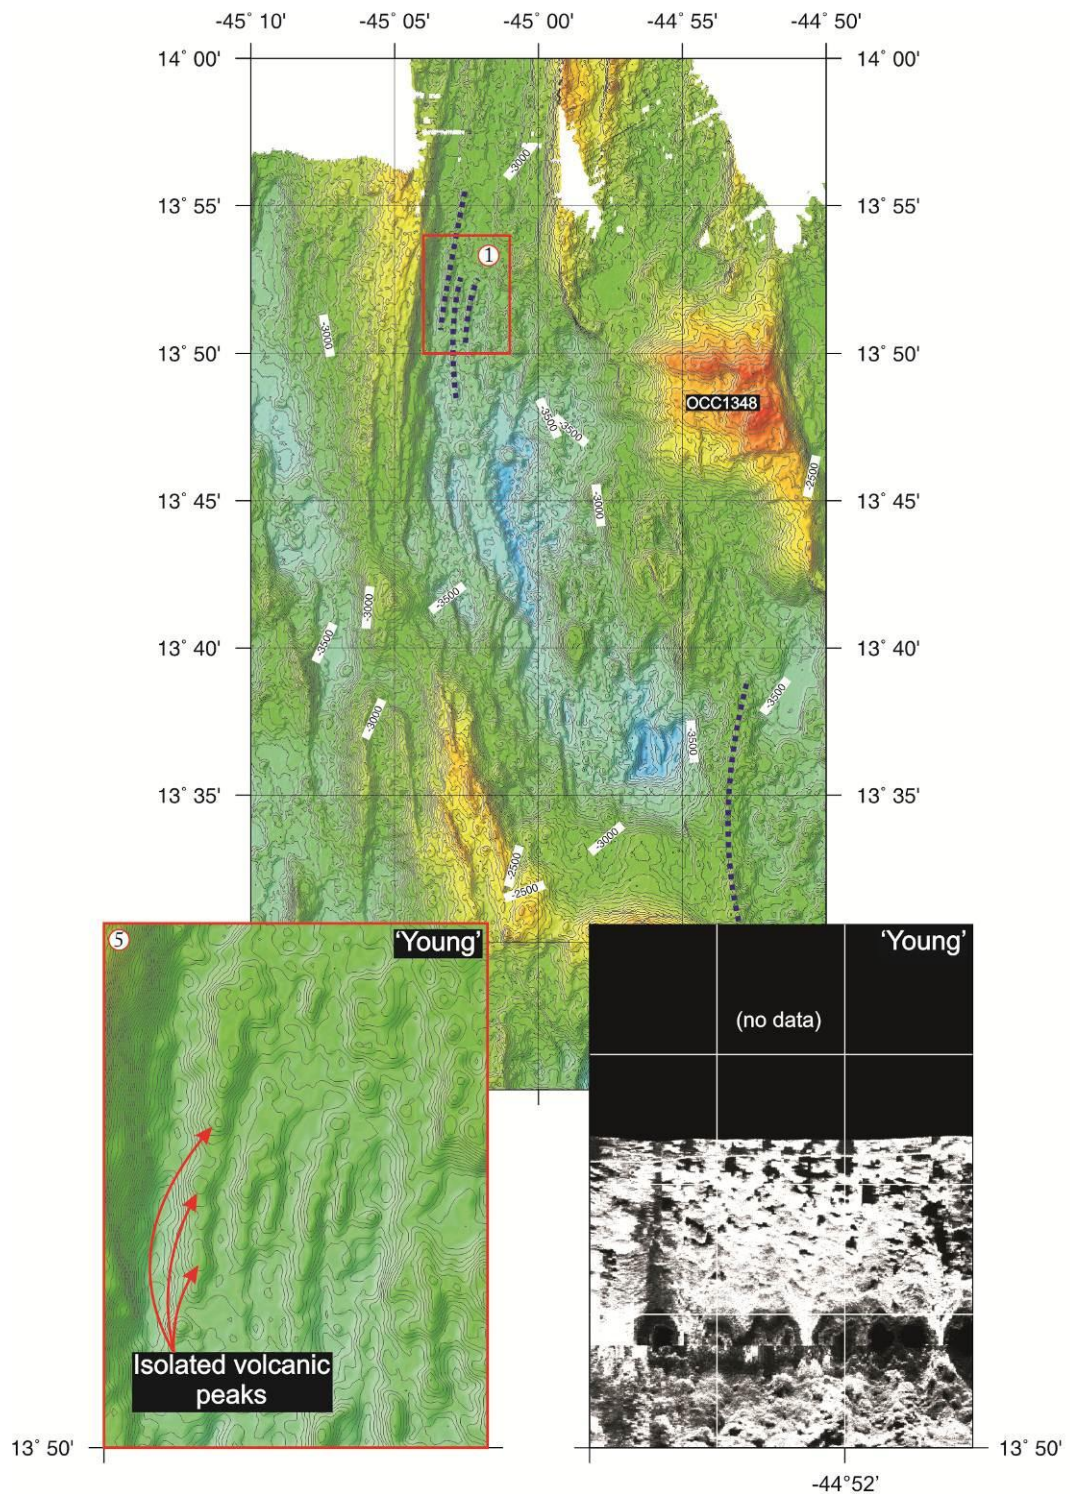 -45˚ 10' -45˚ 05' -45˚ 00' -44˚ 55' -44˚ 50'
14˚ 00' 14˚ 00'
-3000
13˚ 55' 13˚ 55'
1
-3000
13˚ 50' 13˚ 50'
OCC1348
-3500
-3500
-2500
13˚ 45' -3000 13˚ 45'
-3000
-3500
-3500
13˚ 40' 13˚ 40'
-3500
-3000
-3500
13˚ 35' 13˚ 35'
-3000
-2500
-2500
5 'Young' 'Young'
(no data)
Isolated volcanic
peaks
13˚ 50' 13˚ 50'
-44˚52'